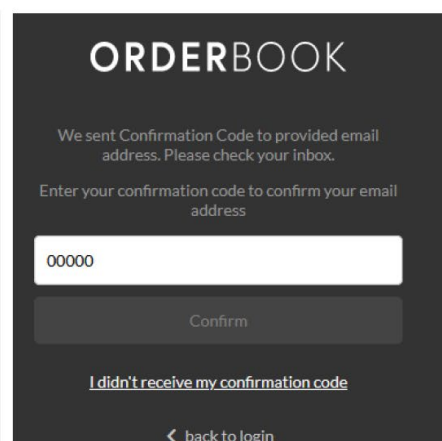 ORDERBOOK
We sent Confirmation Code to provided email
address. Please check your inbox.
Enter your confirmation code to confirm your email
address
00000
Confirm
I didn't receive my confirmation code
back to login